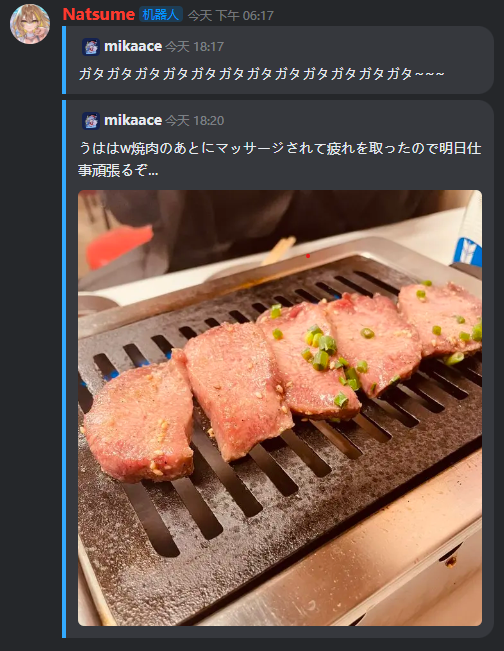 Natsume 机器人 今天 下午 06:17
mikaace 今天 18:17
ガタガタガタガタガタガタガタガタガタガタガタガタ~~~
mikaace 今天 18:20
うははw焼肉のあとにマッサージされて疲れを取ったので明日仕
事頑張るぞ...